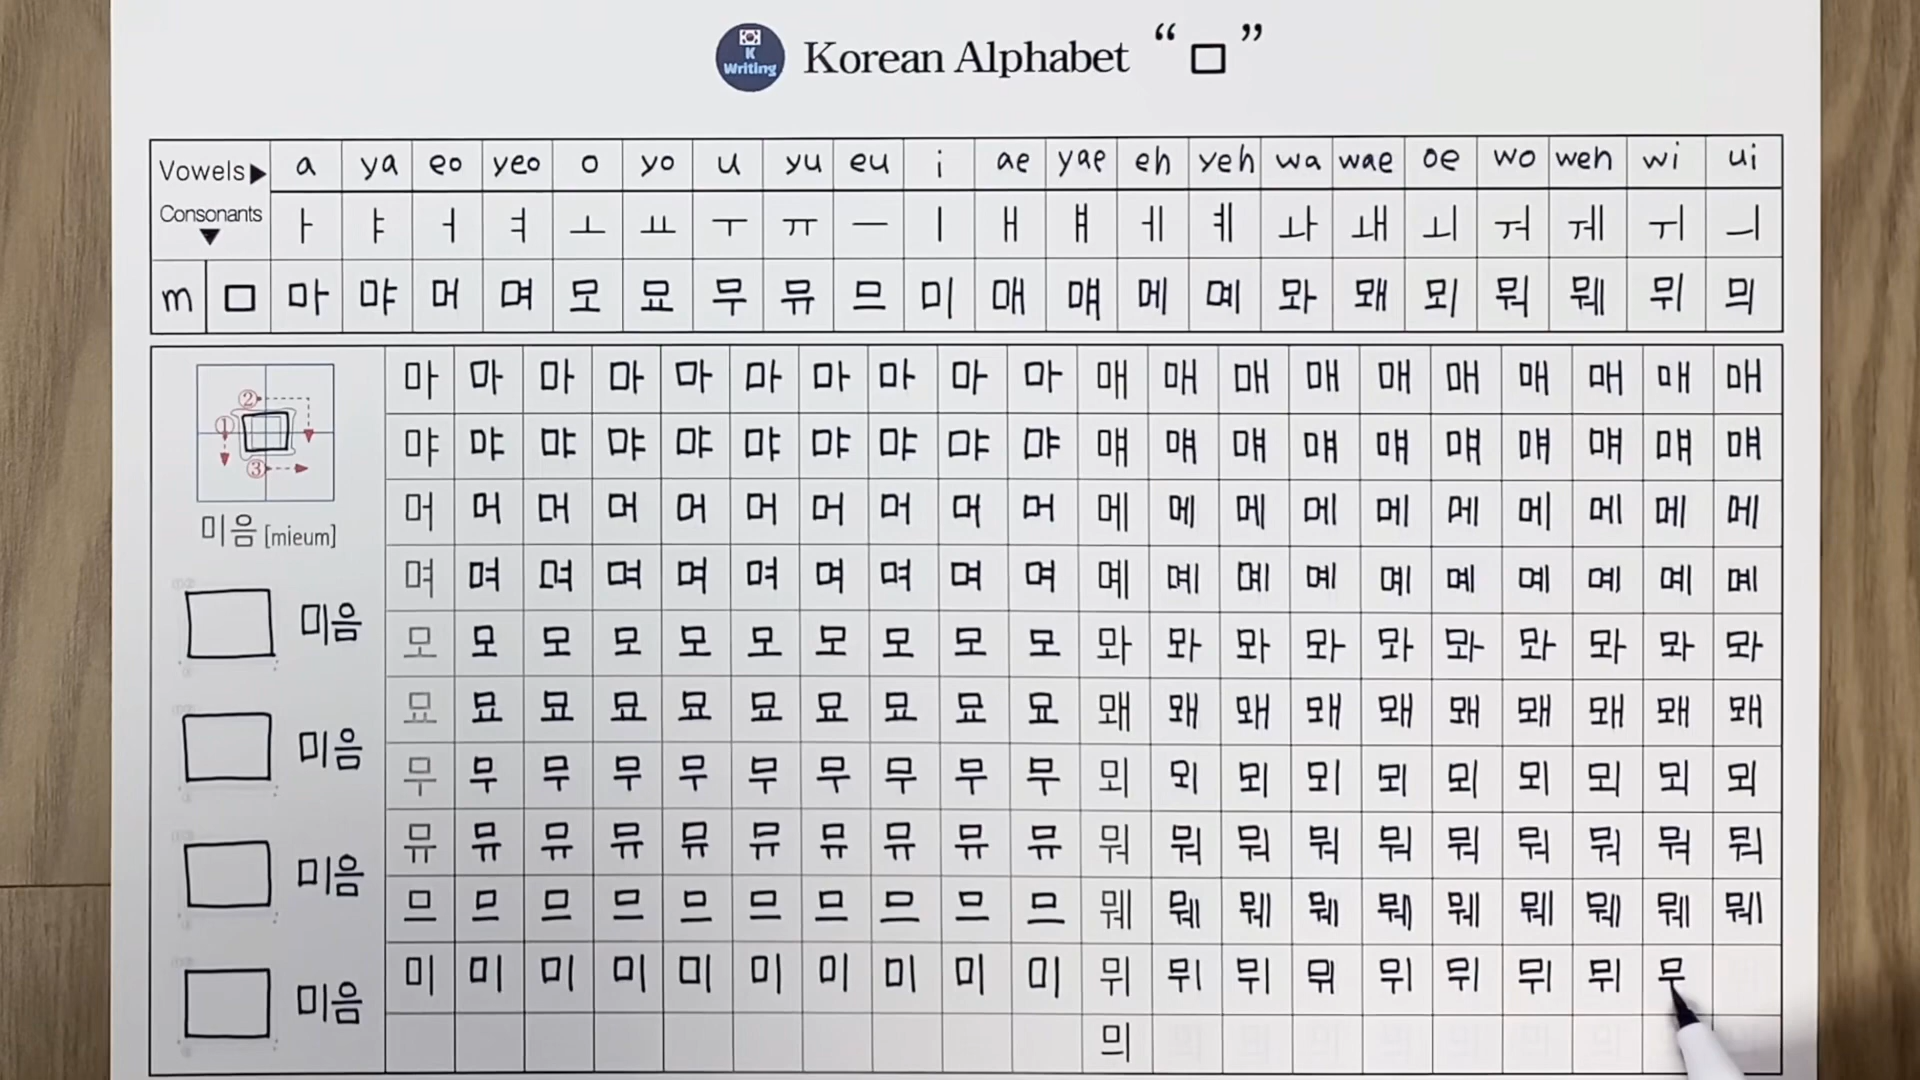 K
Writing
Korean Alphabet “ㅁ”
Vowels▶ a ya eo yeo o yo u yu eu i ae yae eh yeh wa wae oe wo weh wi ui
Consonants▼ ㅏ ㅑ ㅓ ㅕ ㅗ ㅛ ㅜ ㅠ ㅡ ㅣ ㅐ ㅒ ㅔ ㅖ ㅘ ㅙ ㅚ ㅝ ㅞ ㅟ ㅢ
m ㅁ 마 먀 머 며 모 묘 무 뮤 므 미 매 먜 메 몌 뫄 뫠 뫼 뭐 뭬 뮈 믜
① ② ③
미음 [mieum]
미음
미음
미음
미음
마 마 마 마 마 마 마 마 마 마 매 매 매 매 매 매 매 매 매 매
먀 먀 먀 먀 먀 먀 먀 먀 먀 먀 먜 먜 먜 먜 먜 먜 먜 먜 먜 먜
머 머 머 머 머 머 머 머 머 머 메 메 메 메 메 메 메 메 메 메
며 며 며 며 며 며 며 며 며 며 몌 몌 몌 몌 몌 몌 몌 몌 몌 몌
모 모 모 모 모 모 모 모 모 모 뫄 뫄 뫄 뫄 뫄 뫄 뫄 뫄 뫄 뫄
묘 묘 묘 묘 묘 묘 묘 묘 묘 묘 뫠 뫠 뫠 뫠 뫠 뫠 뫠 뫠 뫠 뫠
무 무 무 무 무 무 무 무 무 무 뫼 뫼 뫼 뫼 뫼 뫼 뫼 뫼 뫼 뫼
뮤 뮤 뮤 뮤 뮤 뮤 뮤 뮤 뮤 뮤 뭐 뭐 뭐 뭐 뭐 뭐 뭐 뭐 뭐 뭐
므 므 므 므 므 므 므 므 므 므 뭬 뭬 뭬 뭬 뭬 뭬 뭬 뭬 뭬 뭬
미 미 미 미 미 미 미 미 미 미 뮈 뮈 뮈 뮈 뮈 뮈 뮈 뮈 무
믜